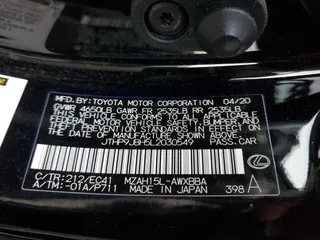 MFD. BY: TOYOTA MOTOR CORPORATION 04/20
GVWR 4650LB GAWR FR 2535LB RR 2535LB
THIS VEHICLE CONFORMS TO ALL APPLICABLE
FEDERAL MOTOR VEHICLE SAFETY, BUMPER, AND
THEFT PREVENTION STANDARDS IN EFFECT ON
THE DATE OF MANUFACTURE SHOWN ABOVE.
JTHP9JBH5L2030549 PASS.CAR
C/TR:212/EC41 MZAH15L-AWXBBA
A/TM:-01A/P711 MADE IN JAPAN 398 A